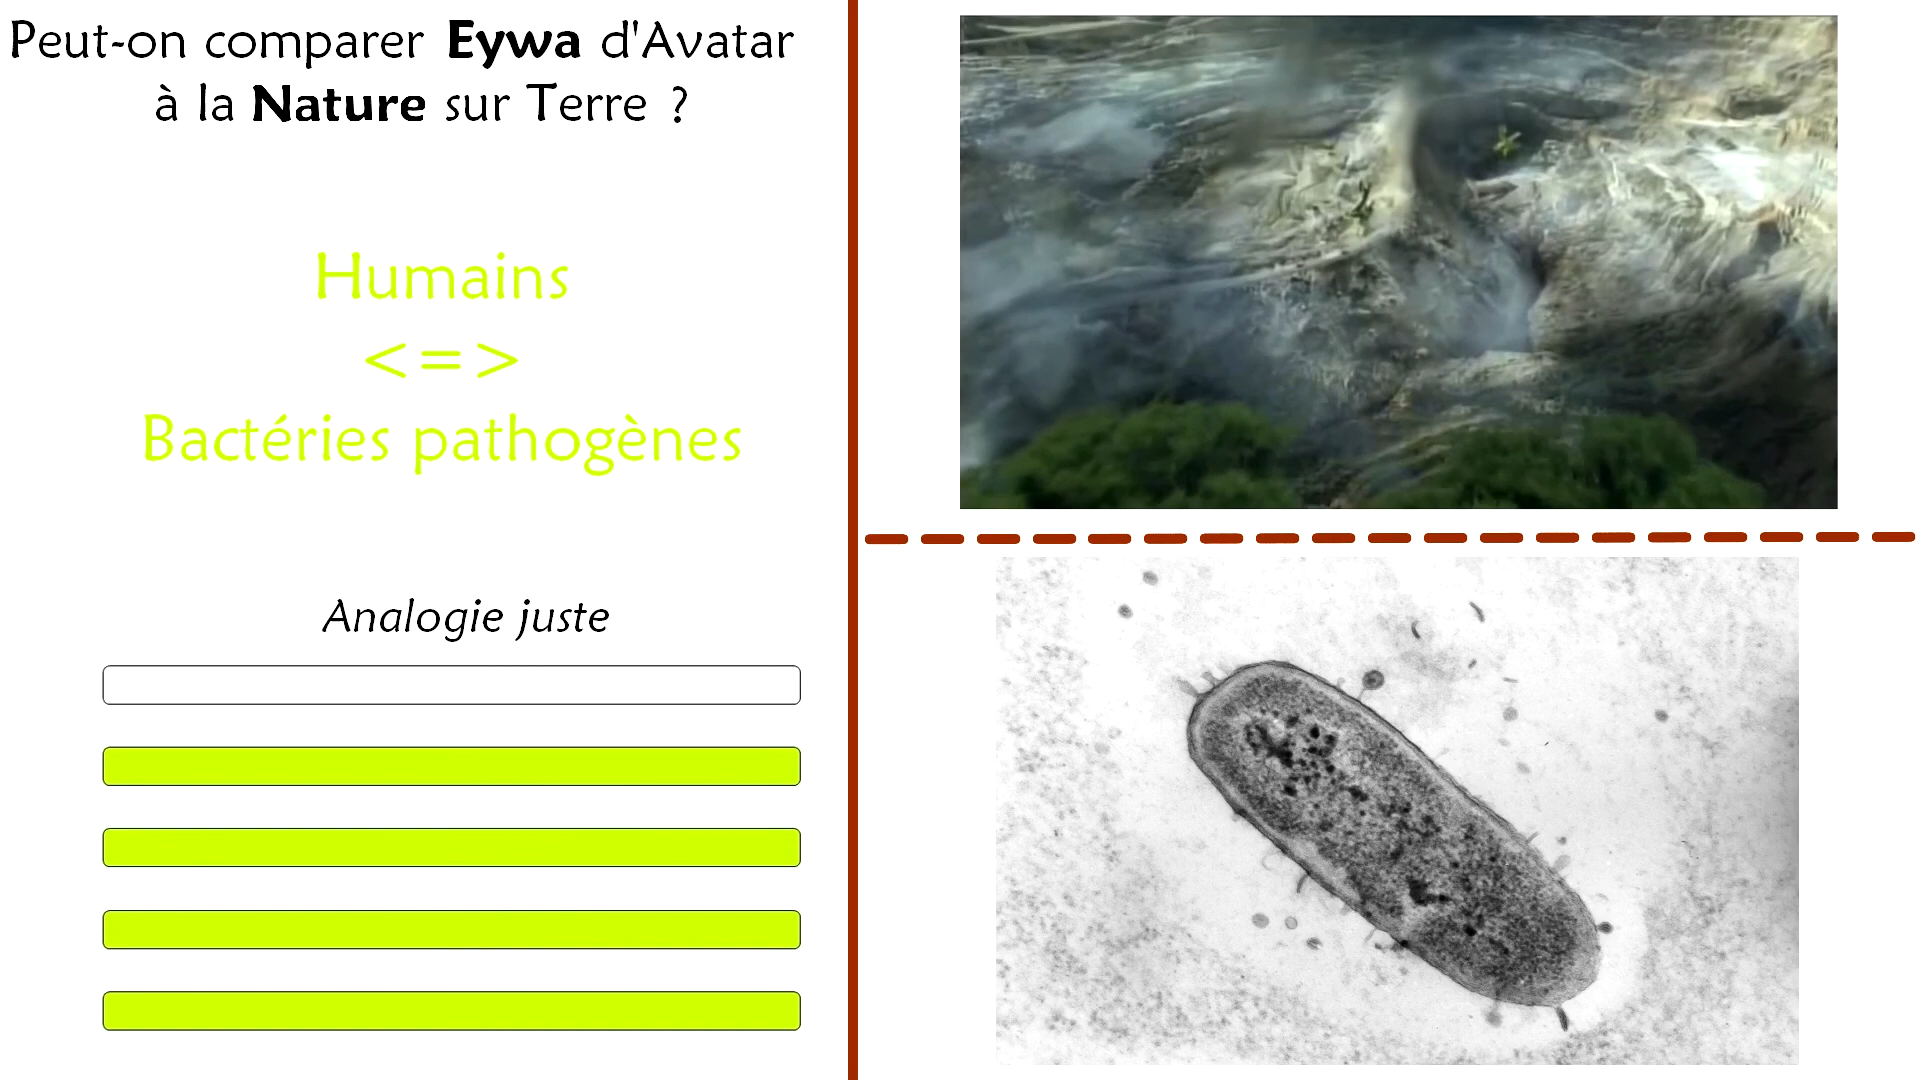 Peut-on comparer Eywa d'Avatar
à la Nature sur Terre ?
Humains
<=>
Bactéries pathogènes
Analogie juste